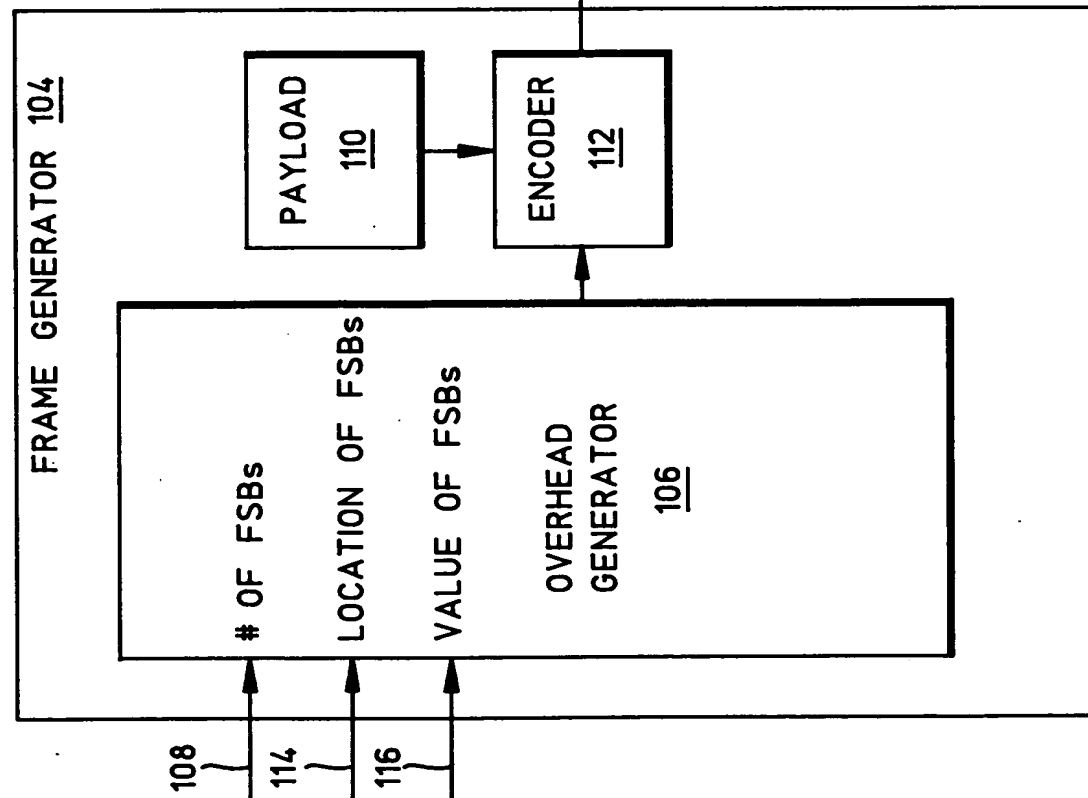 FRAME GENERATOR 104
PAYLOAD
110
ENCODER
112
# OF FSBs
LOCATION OF FSBs
VALUE OF FSBs
OVERHEAD
GENERATOR
106
108
114
116